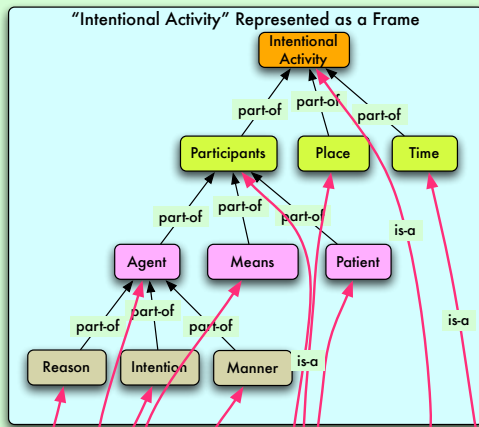 “Intentional Activity” Represented as a Frame
Intentional
Activity
part-of
part-of
part-of
Participants
Place
Time
part-of
part-of
part-of
is-a
Agent
Means
Patient
part-of
part-of
part-of
is-a
Reason
Intention
Manner
is-a